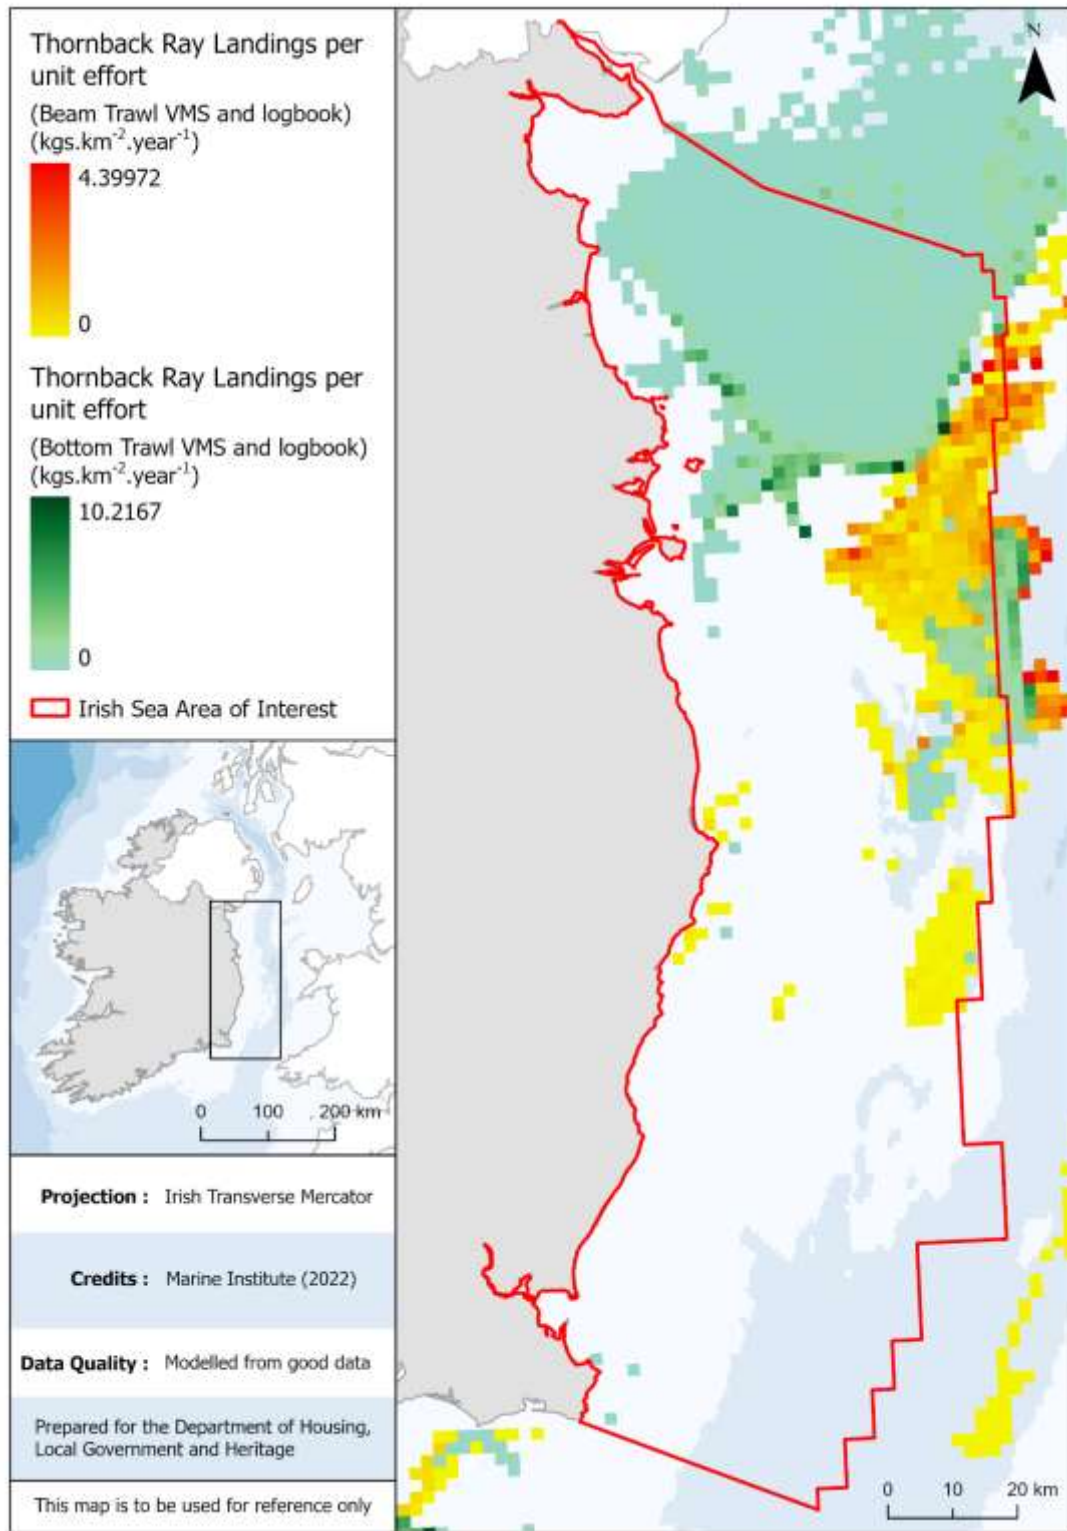 Thornback Ray Landings per
unit effort
(Beam Trawl VMS and logbook)
(kgs.km⁻².year⁻¹)
4.39972
0
Thornback Ray Landings per
unit effort
(Bottom Trawl VMS and logbook)
(kgs.km⁻².year⁻¹)
10.2167
0
Irish Sea Area of Interest
0 100 200 km
Projection : Irish Transverse Mercator
Credits : Marine Institute (2022)
Data Quality : Modelled from good data
Prepared for the Department of Housing,
Local Government and Heritage
This map is to be used for reference only
N
0 10 20 km